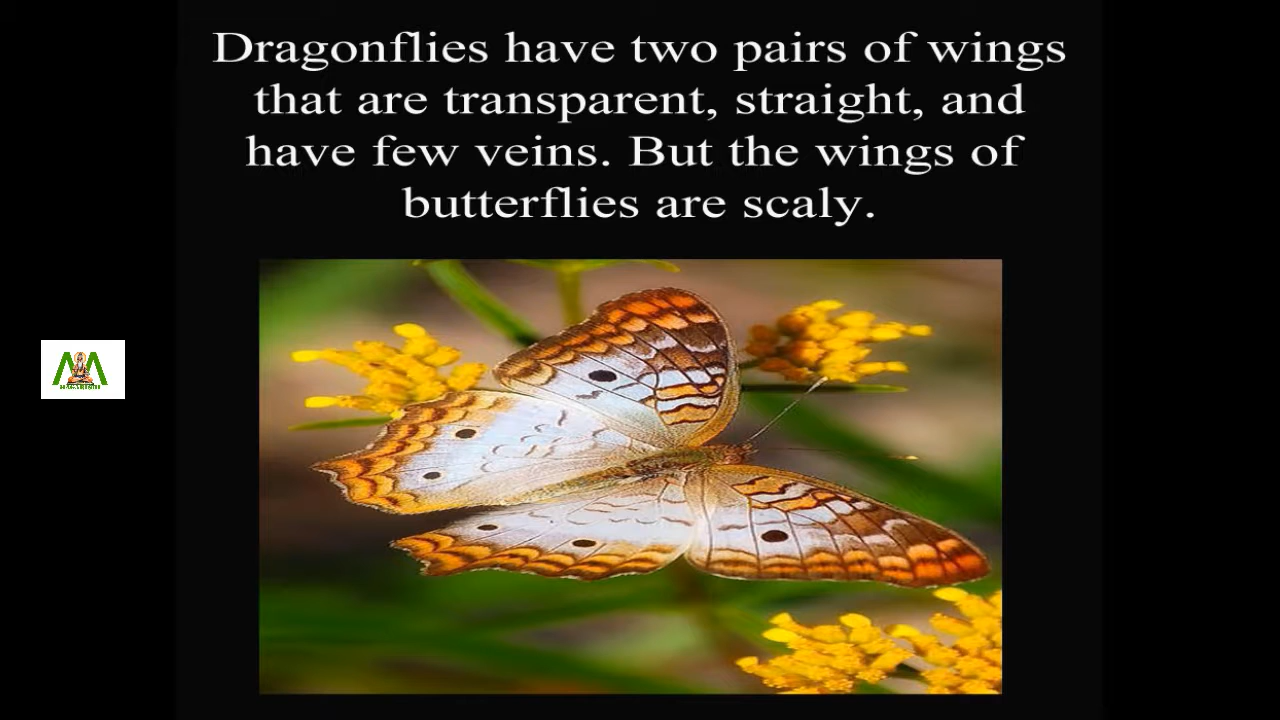 Dragonflies have two pairs of wings
that are transparent, straight, and
have few veins. But the wings of
butterflies are scaly.